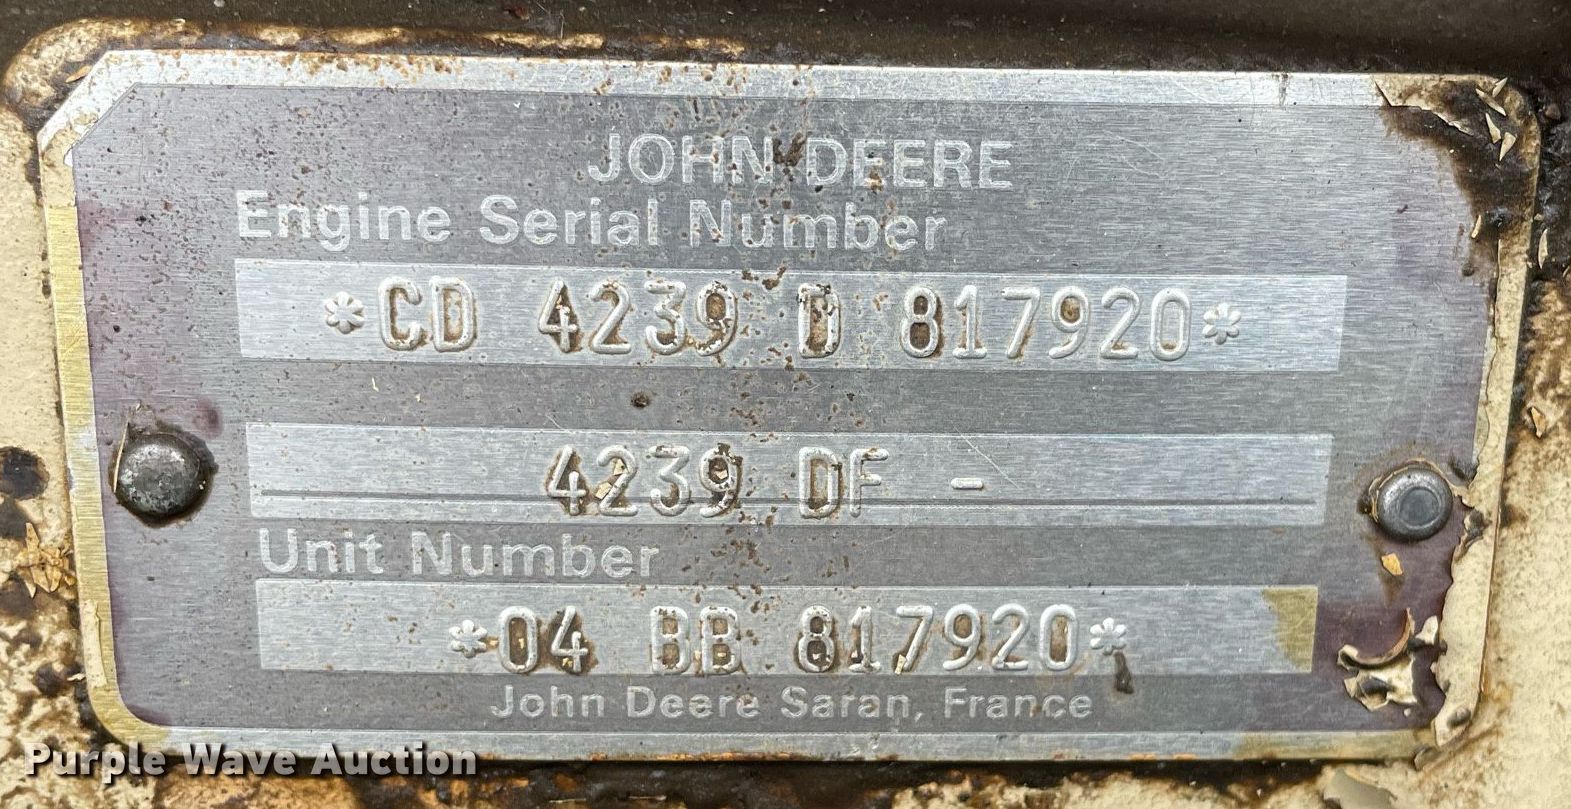 JOHN DEERE
Engine Serial Number
*CD 4239 D 817920*
4239 DF -
Unit Number
*04 BB 817920*
John Deere Saran, France
Purple Wave Auction